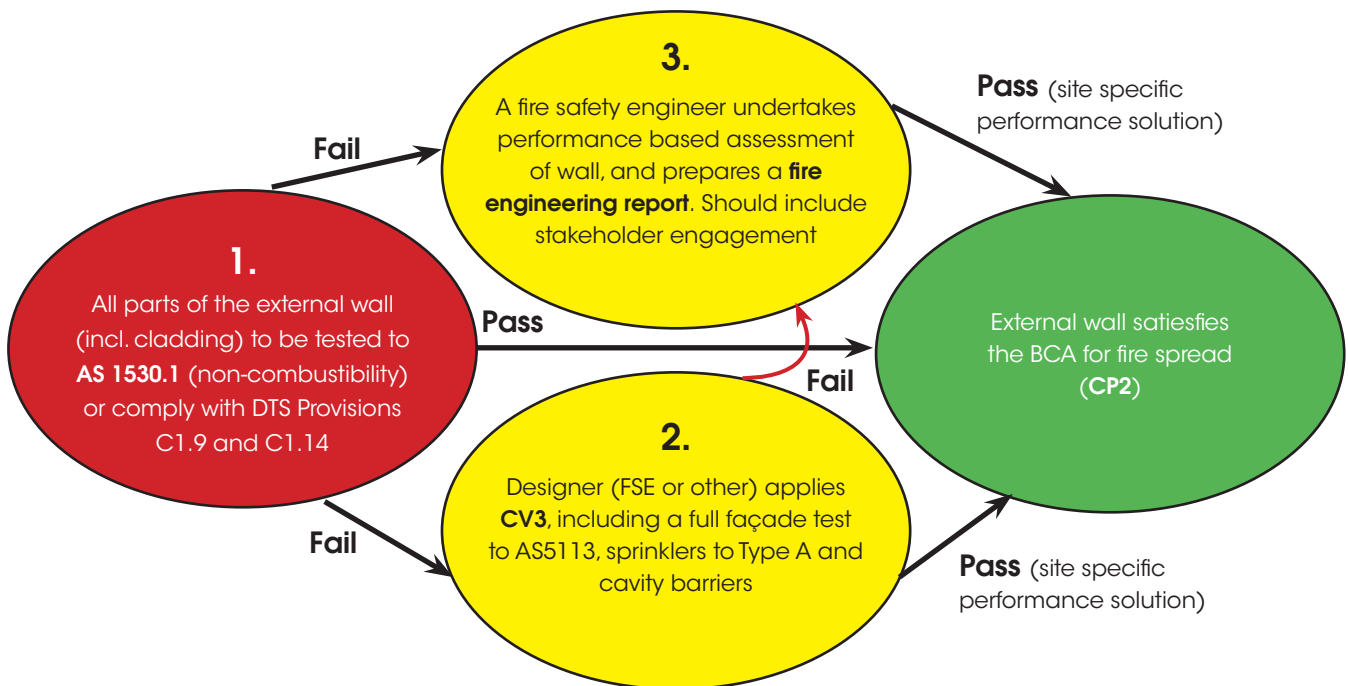 1.
All parts of the external wall
(incl. cladding) to be tested to
AS 1530.1 (non-combustibility)
or comply with DTS Provisions
C1.9 and C1.14
Fail
3.
A fire safety engineer undertakes
performance based assessment
of wall, and prepares a fire
engineering report. Should include
stakeholder engagement
Pass (site specific
performance solution)
Pass
Fail
Fail
2.
Designer (FSE or other) applies
CV3, including a full façade test
to AS5113, sprinklers to Type A and
cavity barriers
Pass (site specific
performance solution)
External wall satiesfies
the BCA for fire spread
(CP2)